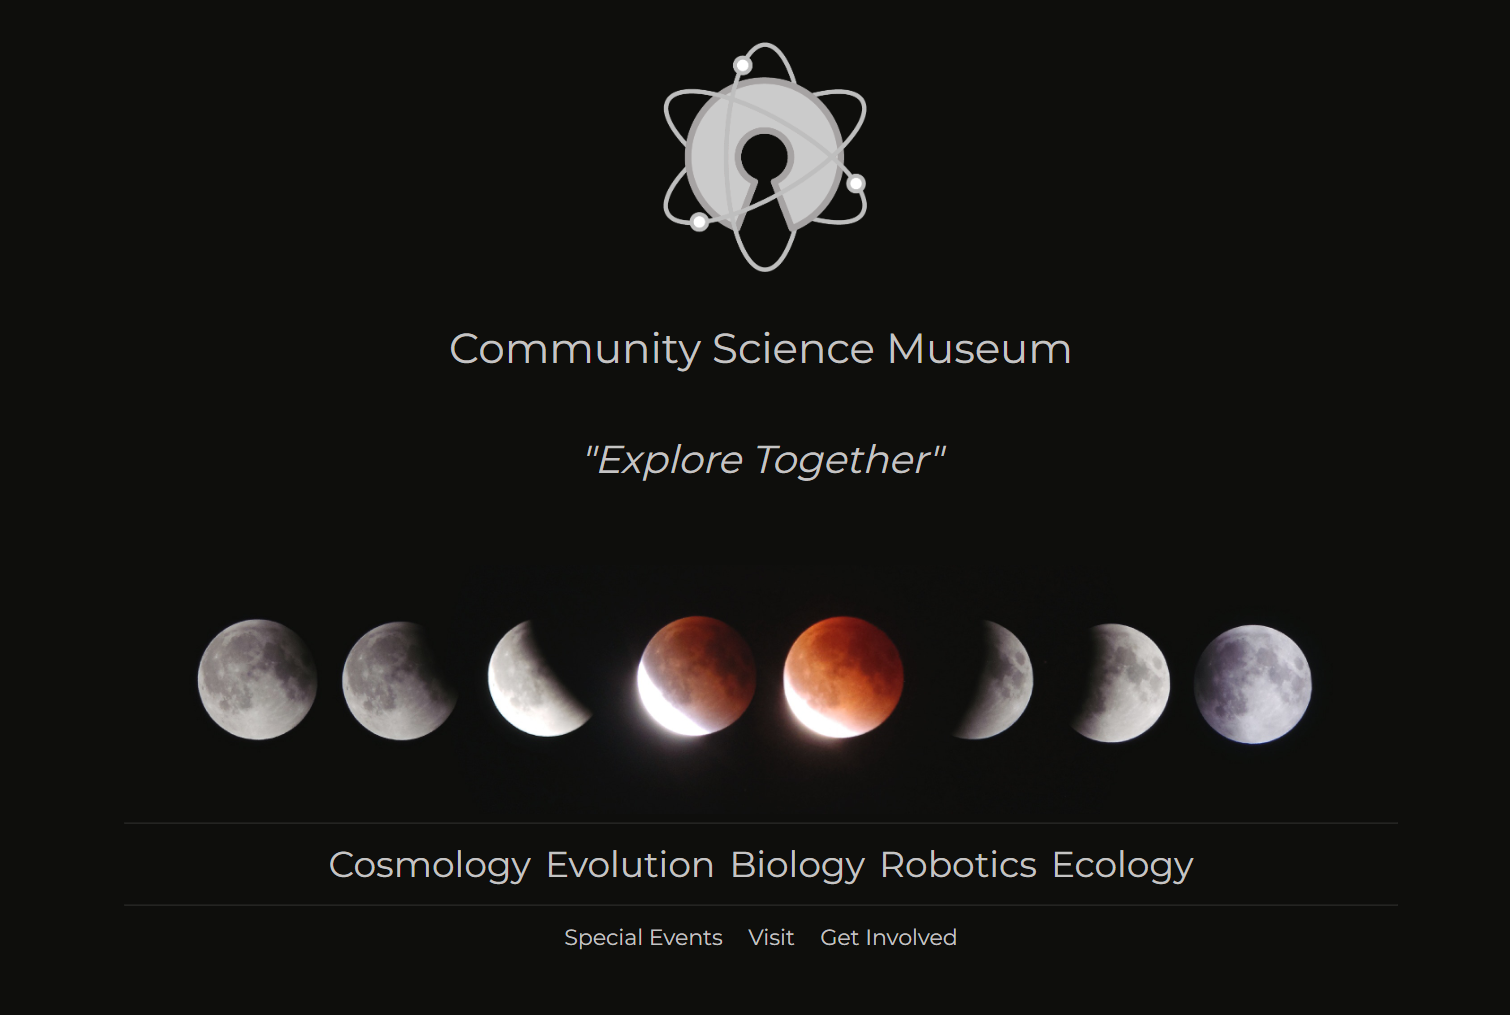 Community Science Museum
"Explore Together"
Cosmology Evolution Biology Robotics Ecology
Special Events Visit Get Involved